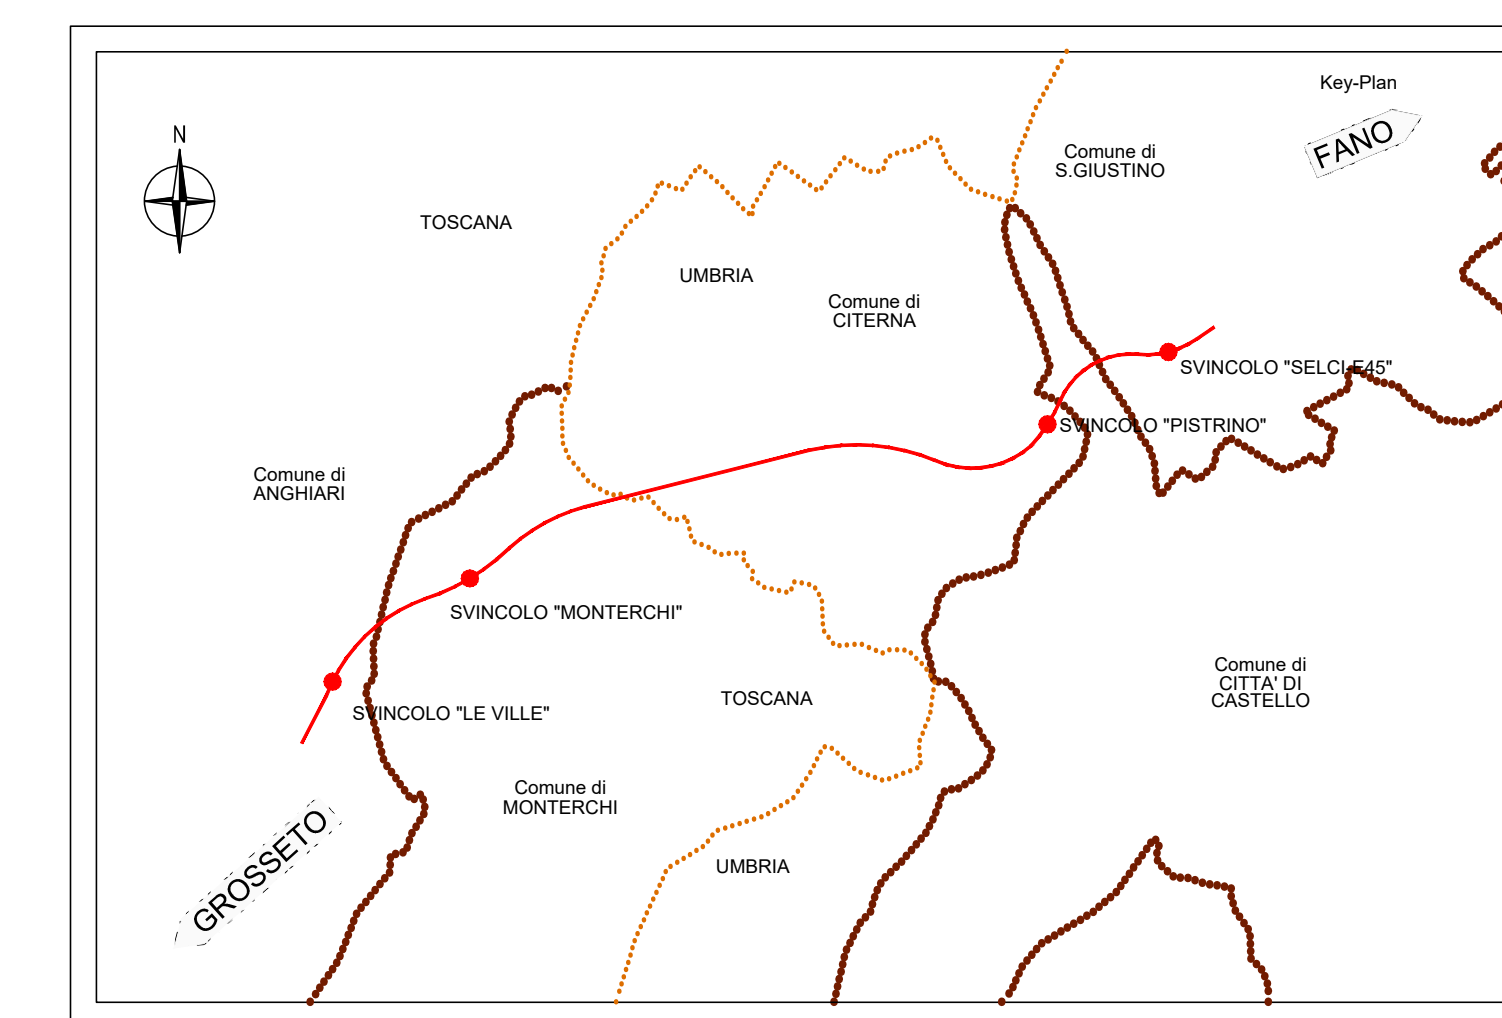 Key-Plan
FANO
N
Comune di
S.GIUSTINO
TOSCANA
UMBRIA
Comune di
CITERNA
SVINCOLO "SELCI-E45"
SVINCOLO "PISTRINO"
Comune di
ANGHIARI
SVINCOLO "MONTERCHI"
Comune di
CITTA' DI
CASTELLO
TOSCANA
SVINCOLO "LE VILLE"
Comune di
MONTERCHI
GROSSETO
UMBRIA